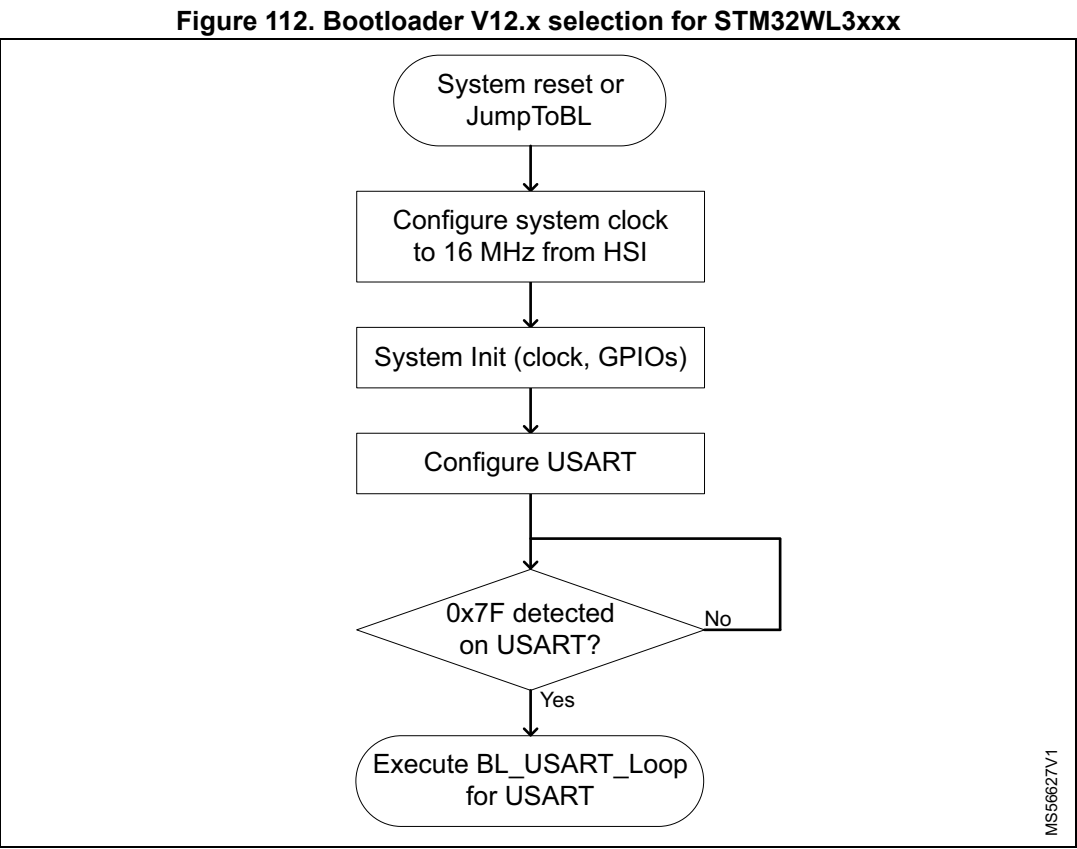 Figure 112. Bootloader V12.x selection for STM32WL3xxx
System reset or
JumpToBL
Configure system clock
to 16 MHz from HSI
System Init (clock, GPIOs)
Configure USART
0x7F detected
on USART?
No
Yes
Execute BL_USART_Loop
for USART
MS56627V1